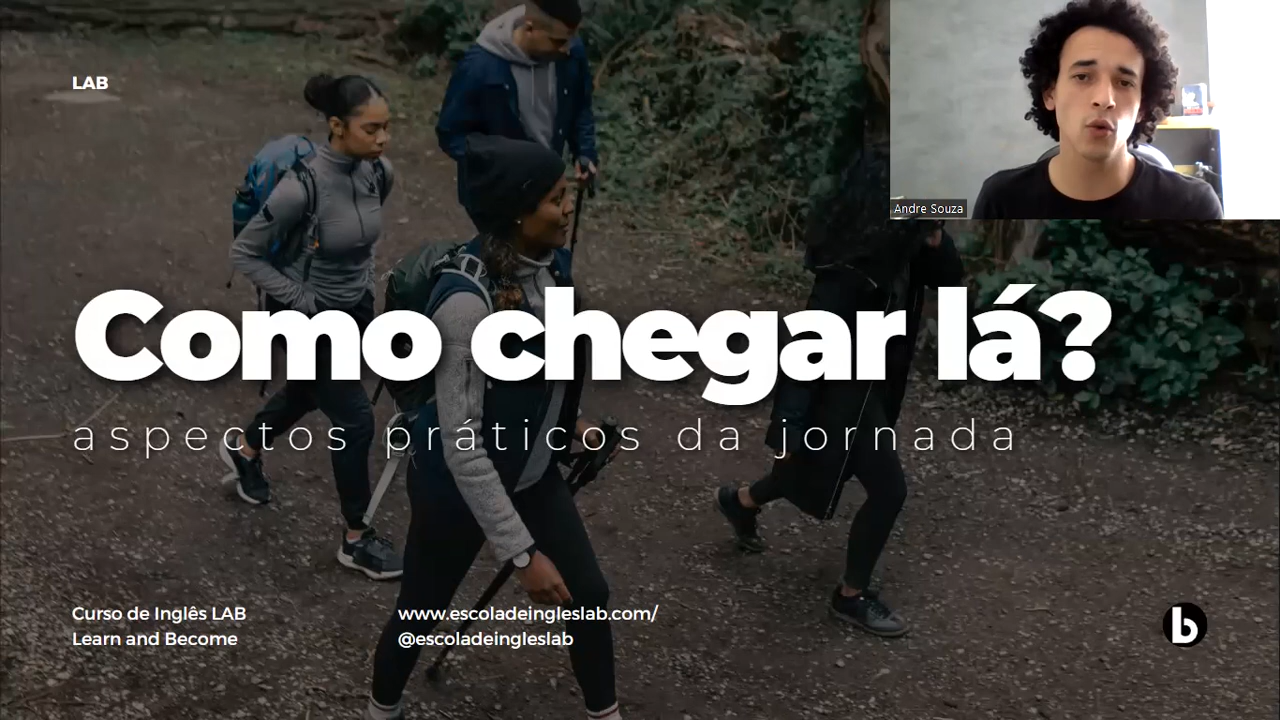 LAB
Andre Souza
Como chegar lá?
aspectos práticos da jornada
Curso de Inglês LAB
Learn and Become
www.escoladeingleslab.com/
@escoladeingleslab
b